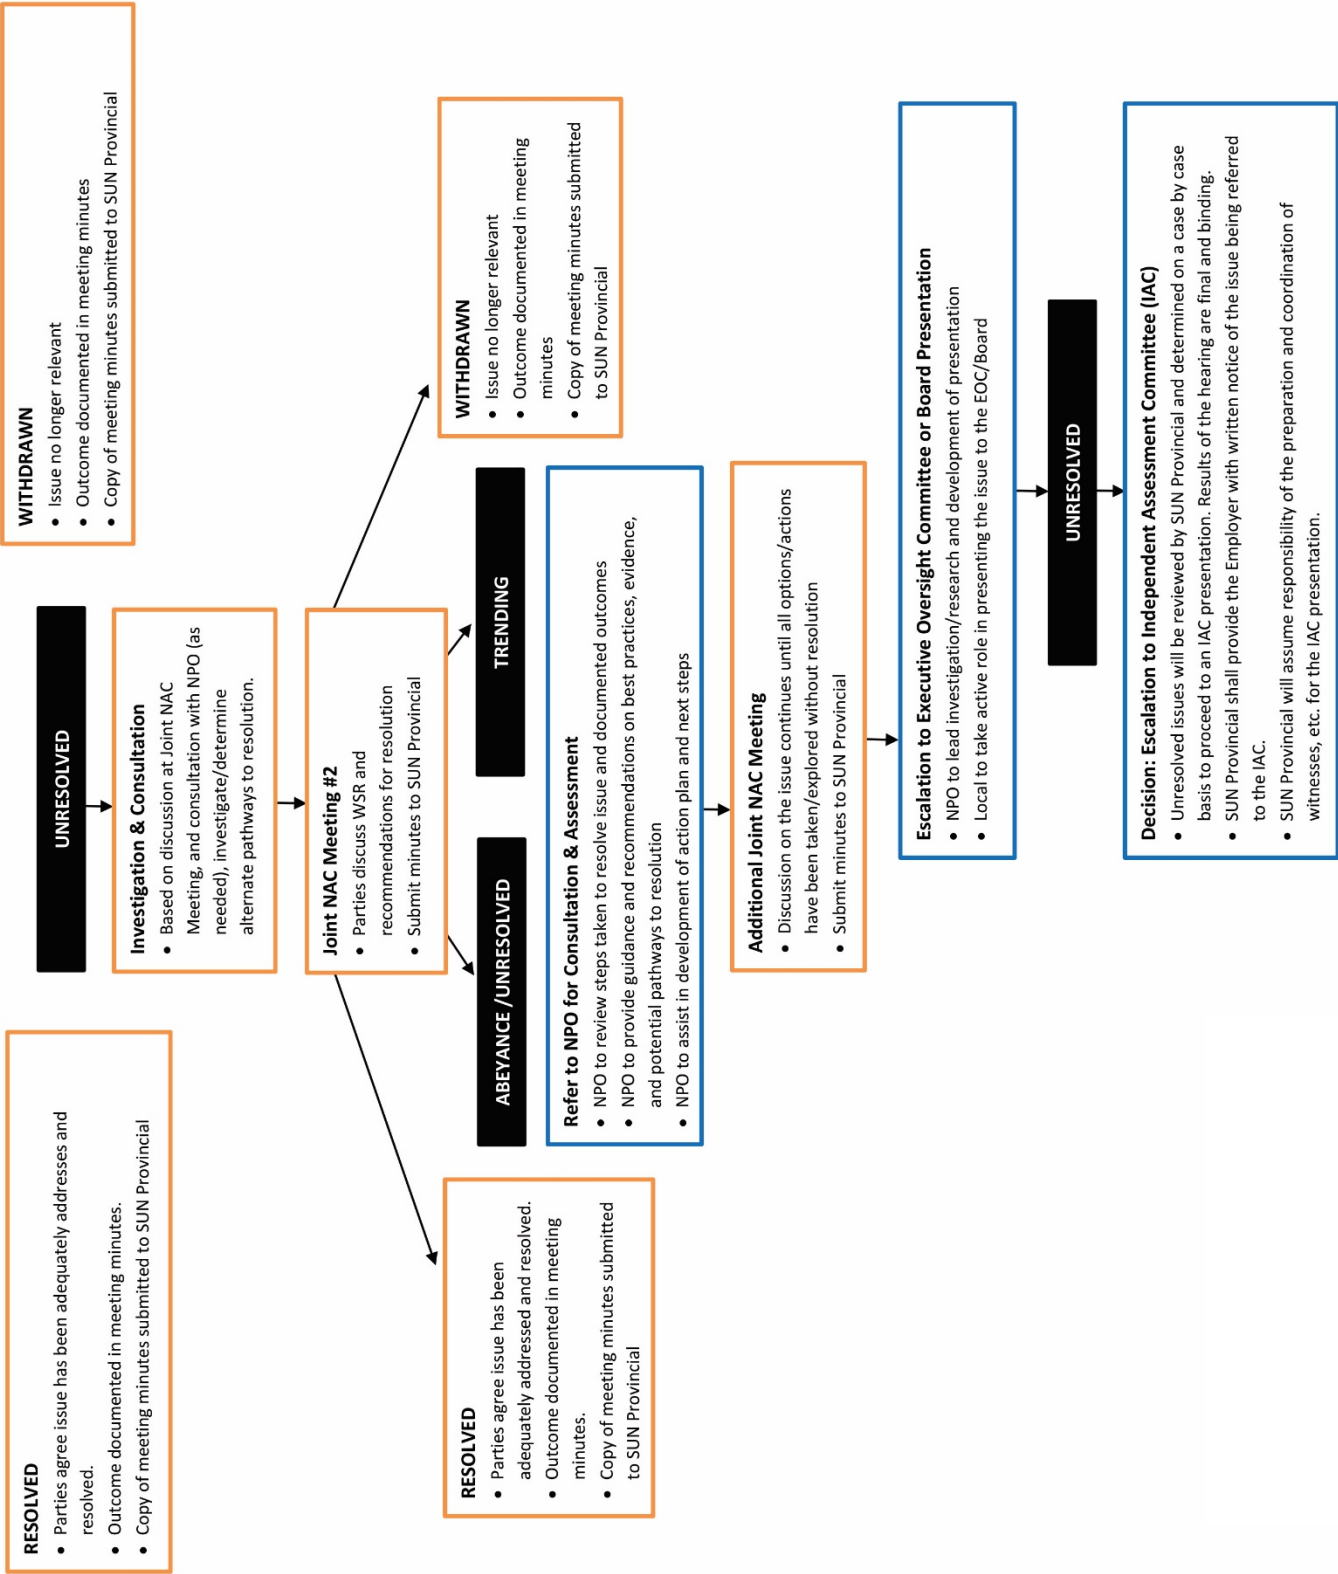 RESOLVED
• Parties agree issue has been adequately addresses and
resolved.
• Outcome documented in meeting minutes.
• Copy of meeting minutes submitted to SUN Provincial
UNRESOLVED
WITHDRAWN
• Issue no longer relevant
• Outcome documented in meeting minutes
• Copy of meeting minutes submitted to SUN Provincial
Investigation & Consultation
• Based on discussion at Joint NAC
Meeting, and consultation with NPO (as
needed), investigate/determine
alternate pathways to resolution.
Joint NAC Meeting #2
• Parties discuss WSR and
recommendations for resolution
• Submit minutes to SUN Provincial
RESOLVED
• Parties agree issue has been
adequately addressed and resolved.
• Outcome documented in meeting
minutes.
• Copy of meeting minutes submitted
to SUN Provincial
ABEYANCE /UNRESOLVED
TRENDING
WITHDRAWN
• Issue no longer relevant
• Outcome documented in meeting
minutes
• Copy of meeting minutes submitted
to SUN Provincial
Refer to NPO for Consultation & Assessment
• NPO to review steps taken to resolve issue and documented outcomes
• NPO to provide guidance and recommendations on best practices, evidence,
and potential pathways to resolution
• NPO to assist in development of action plan and next steps
Additional Joint NAC Meeting
• Discussion on the issue continues until all options/actions
have been taken/explored without resolution
• Submit minutes to SUN Provincial
Escalation to Executive Oversight Committee or Board Presentation
• NPO to lead investigation/research and development of presentation
• Local to take active role in presenting the issue to the EOC/Board
UNRESOLVED
Decision: Escalation to Independent Assessment Committee (IAC)
• Unresolved issues will be reviewed by SUN Provincial and determined on a case by case
basis to proceed to an IAC presentation. Results of the hearing are final and binding.
• SUN Provincial shall provide the Employer with written notice of the issue being referred
to the IAC.
• SUN Provincial will assume responsibility of the preparation and coordination of
witnesses, etc. for the IAC presentation.